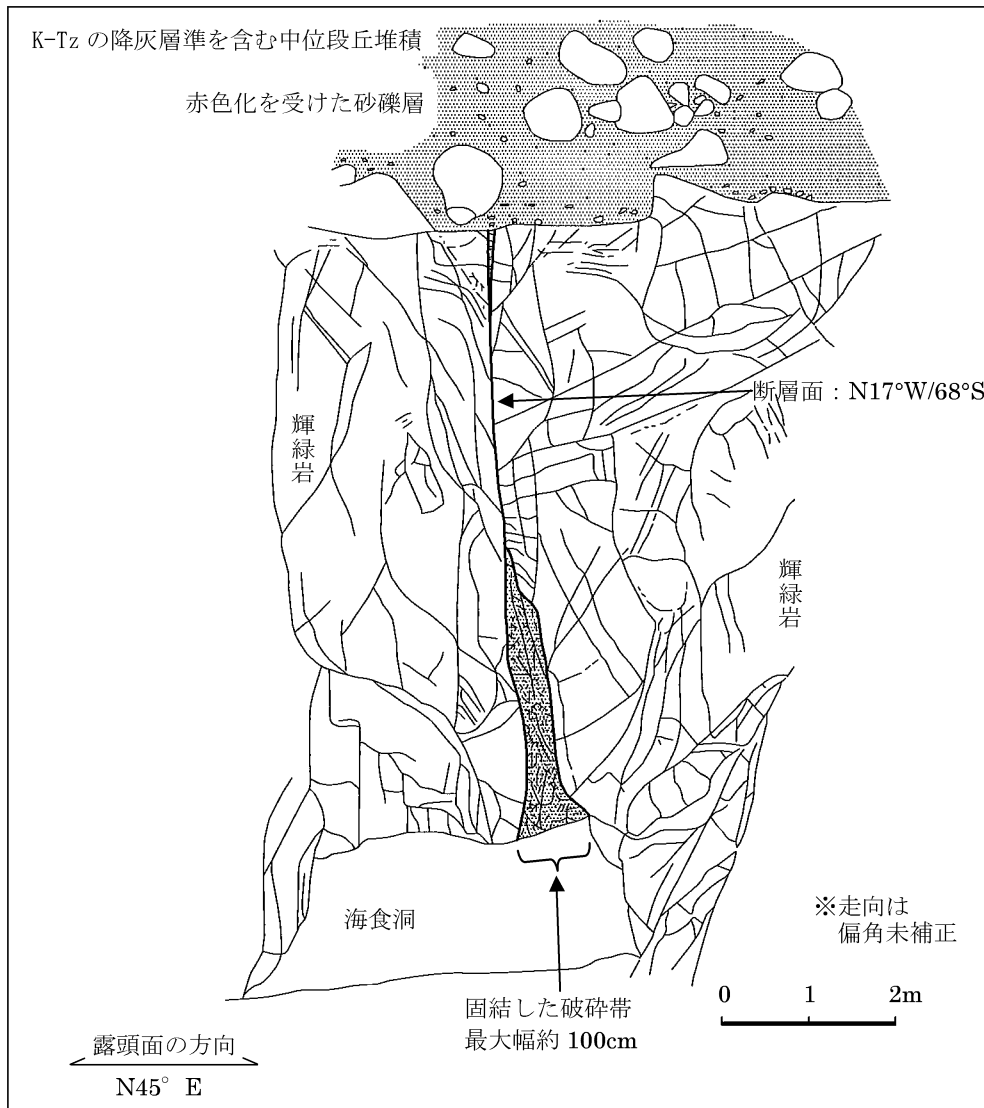 K-Tz の降灰層準を含む中位段丘堆積
赤色化を受けた砂礫層
断層面：N17°W/68°S
輝緑岩
輝緑岩
海食洞
※走向は
偏角未補正
固結した破砕帯
最大幅約 100cm
0 1 2m
露頭面の方向
N45° E